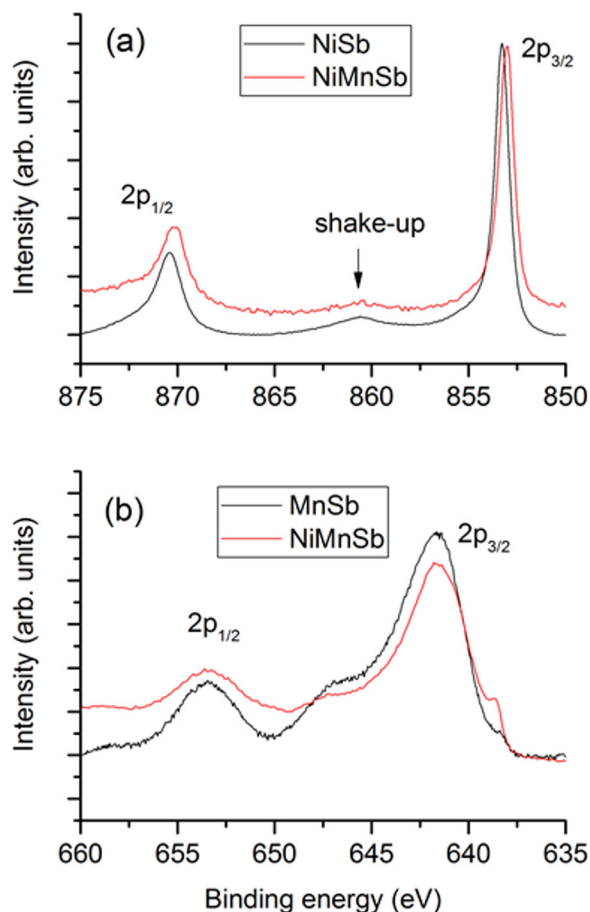 (a)
NiSb
NiMnSb
2p3/2
2p1/2
shake-up
Intensity (arb. units)
875 870 865 860 855 850
(b)
MnSb
NiMnSb
2p3/2
2p1/2
Intensity (arb. units)
660 655 650 645 640 635
Binding energy (eV)